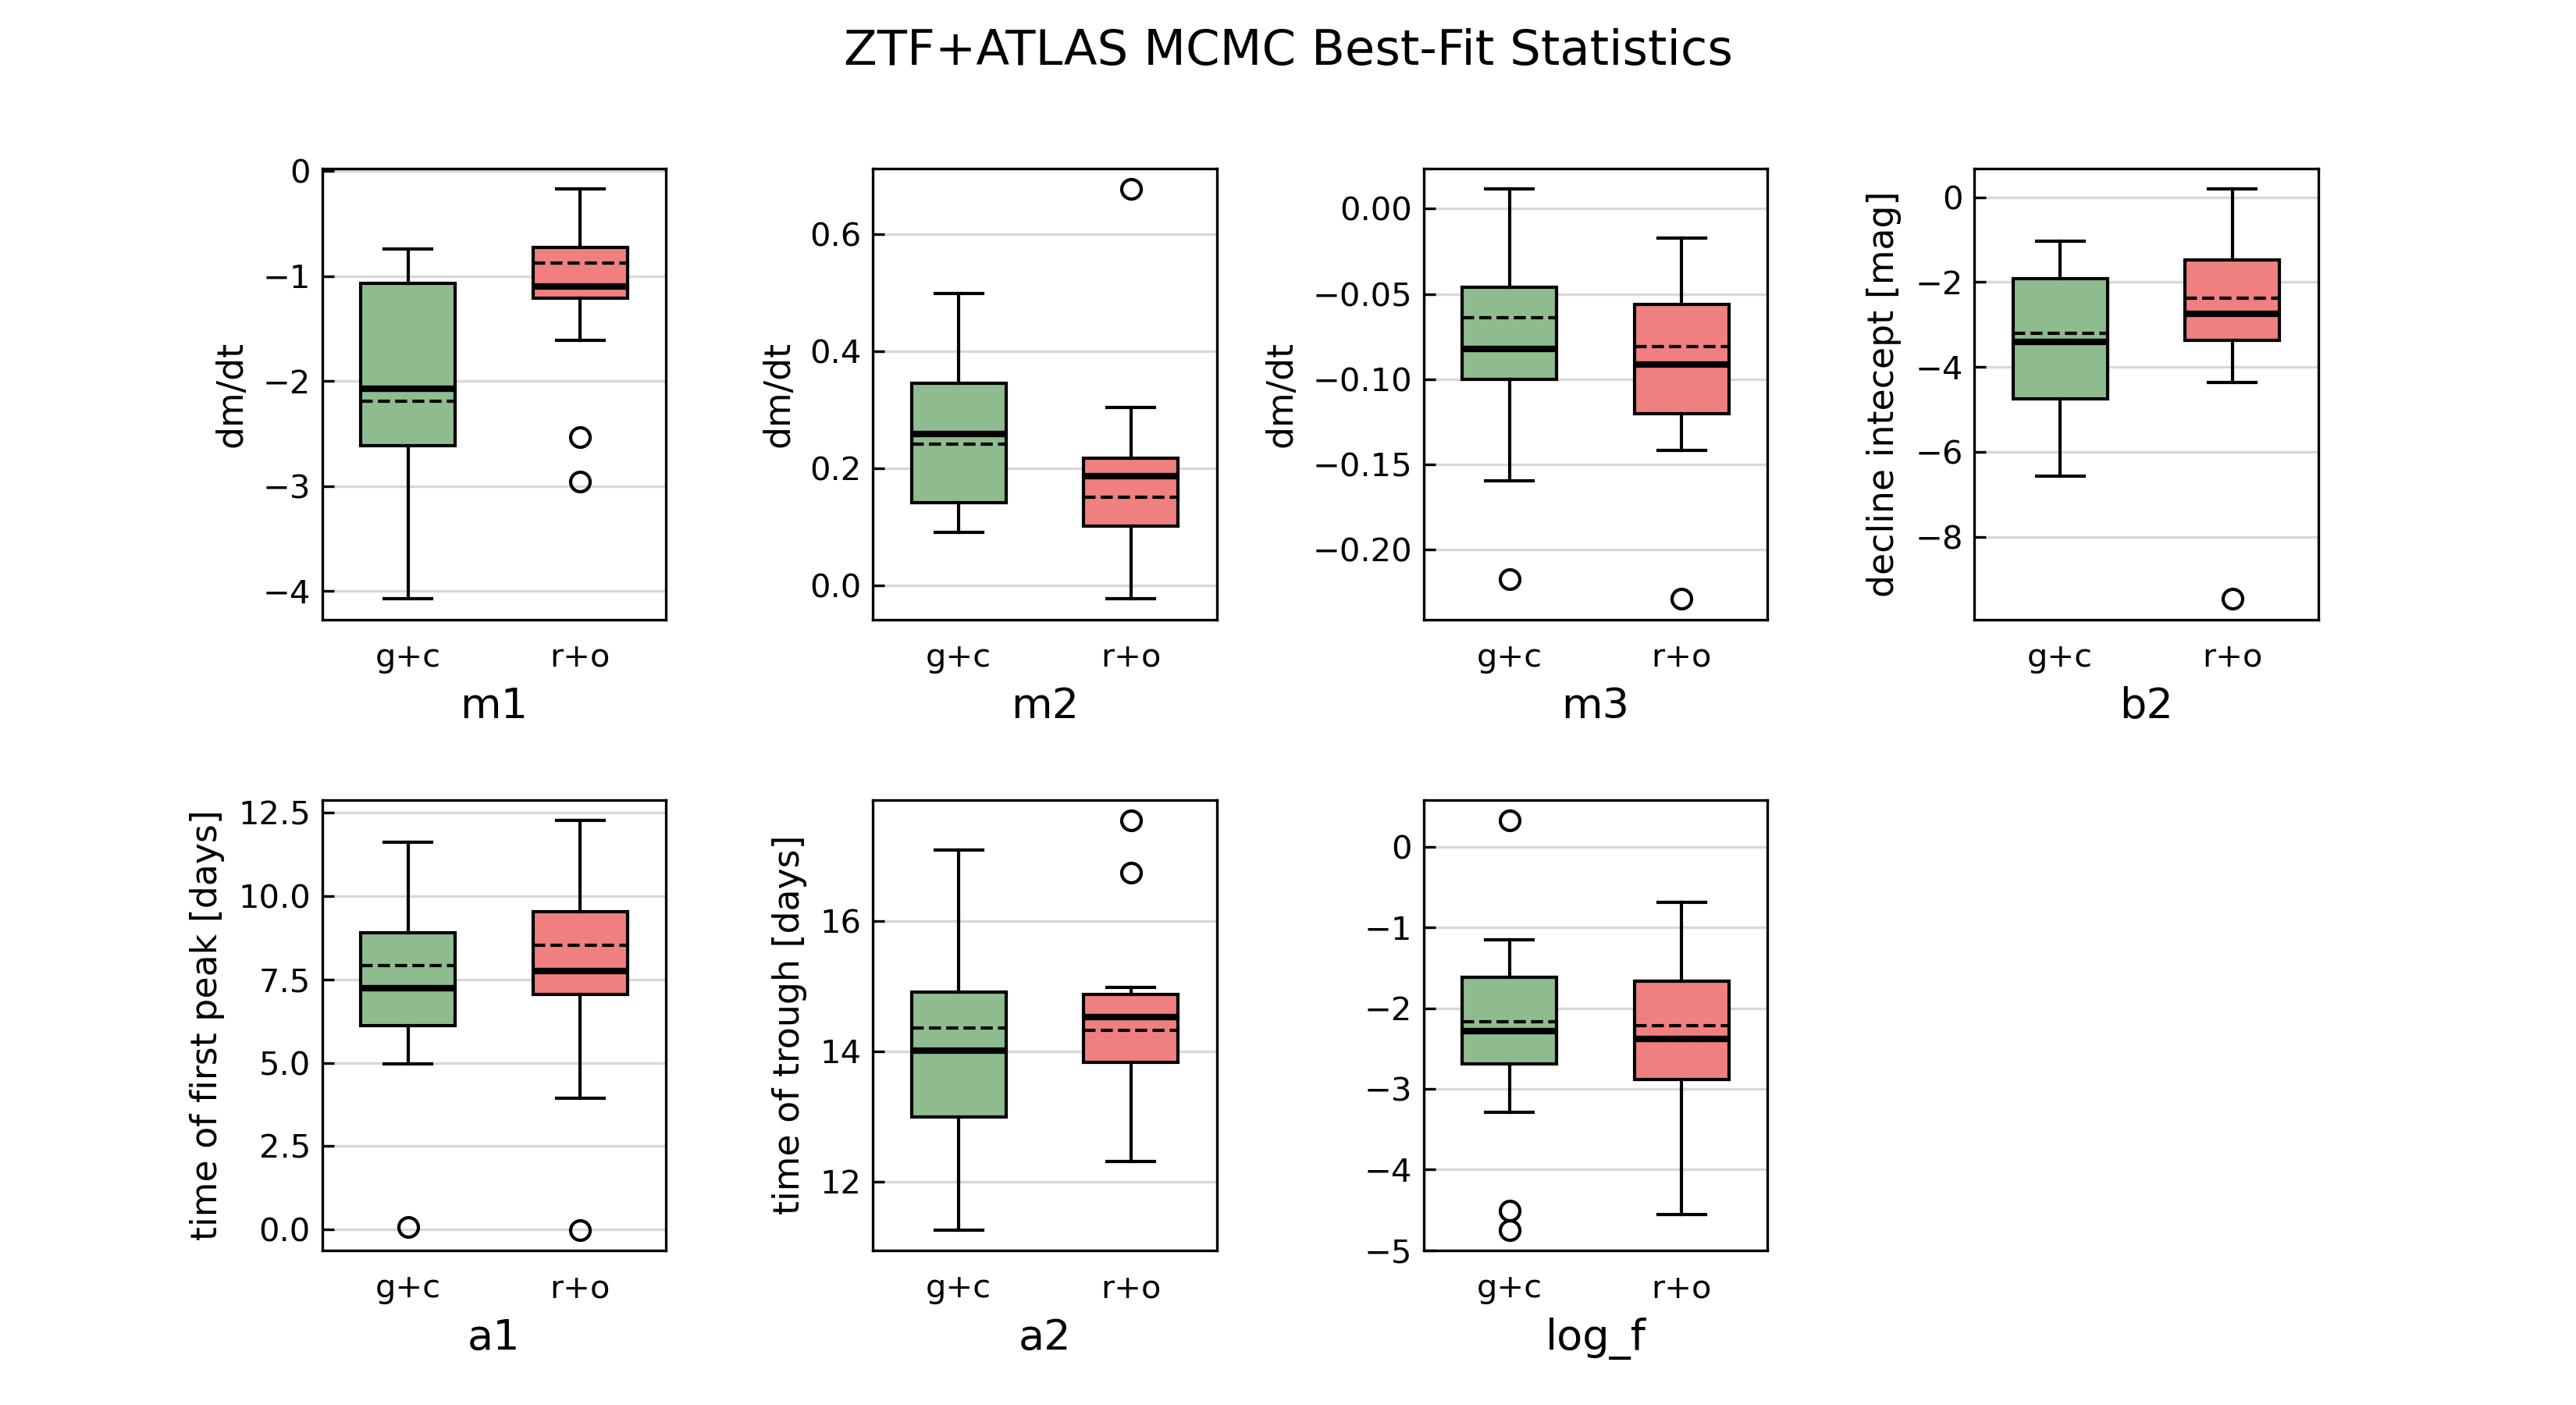 ZTF+ATLAS MCMC Best-Fit Statistics
dm/dt
0
−1
−2
−3
−4
g+c r+o
m1
dm/dt
0.6
0.4
0.2
0.0
g+c r+o
m2
dm/dt
0.00
−0.05
−0.10
−0.15
−0.20
g+c r+o
m3
decline intecept [mag]
0
−2
−4
−6
−8
g+c r+o
b2
time of first peak [days]
12.5
10.0
7.5
5.0
2.5
0.0
g+c r+o
a1
time of trough [days]
16
14
12
g+c r+o
a2
0
−1
−2
−3
−4
−5
g+c r+o
log_f